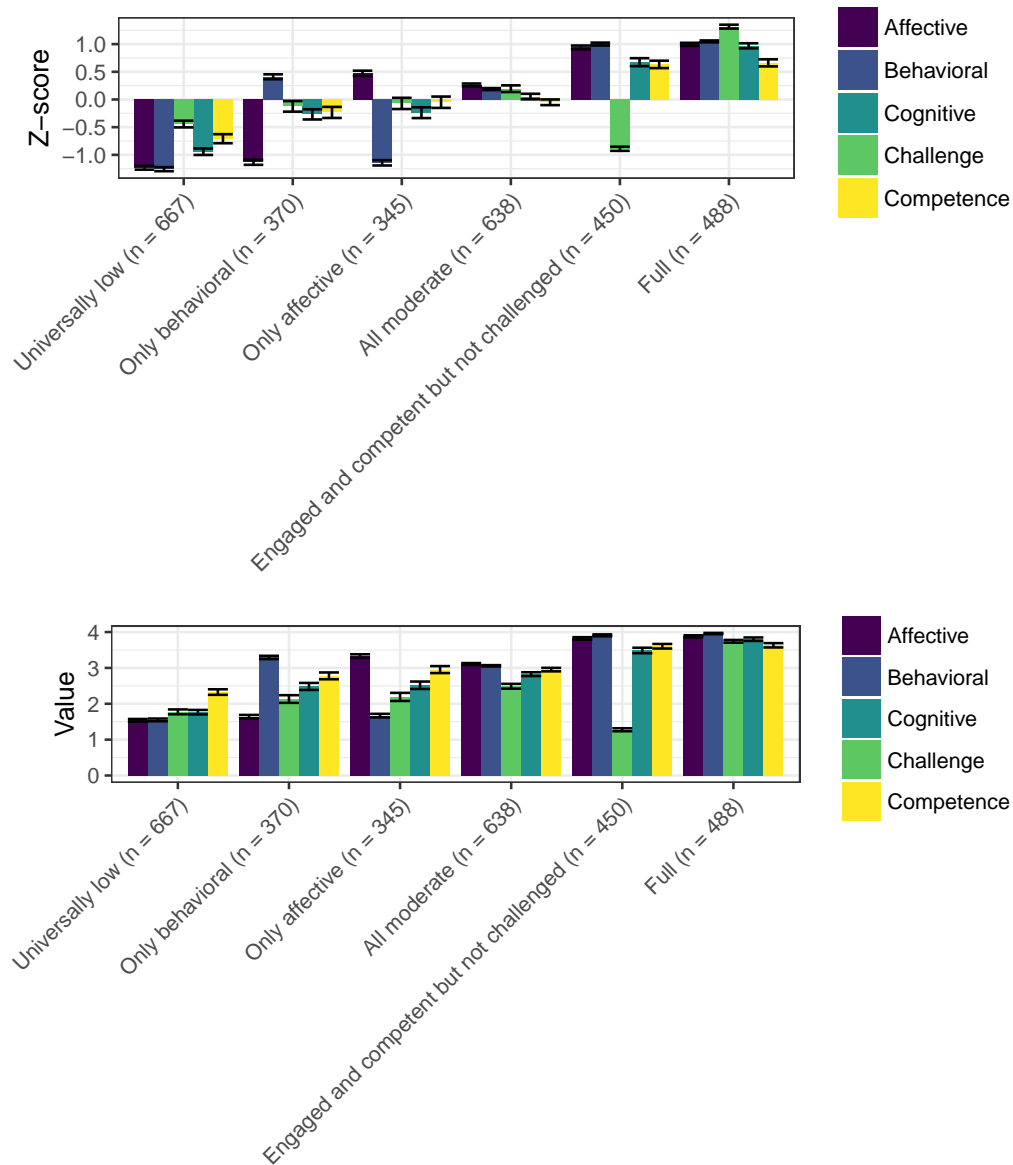 Z−score
1.0
0.5
0.0
−0.5
−1.0
Universally low (n = 667)
Only behavioral (n = 370)
Only affective (n = 345)
All moderate (n = 638)
Engaged and competent but not challenged (n = 450)
Full (n = 488)
Affective
Behavioral
Cognitive
Challenge
Competence
Value
4
3
2
1
0
Universally low (n = 667)
Only behavioral (n = 370)
Only affective (n = 345)
All moderate (n = 638)
Engaged and competent but not challenged (n = 450)
Full (n = 488)
Affective
Behavioral
Cognitive
Challenge
Competence